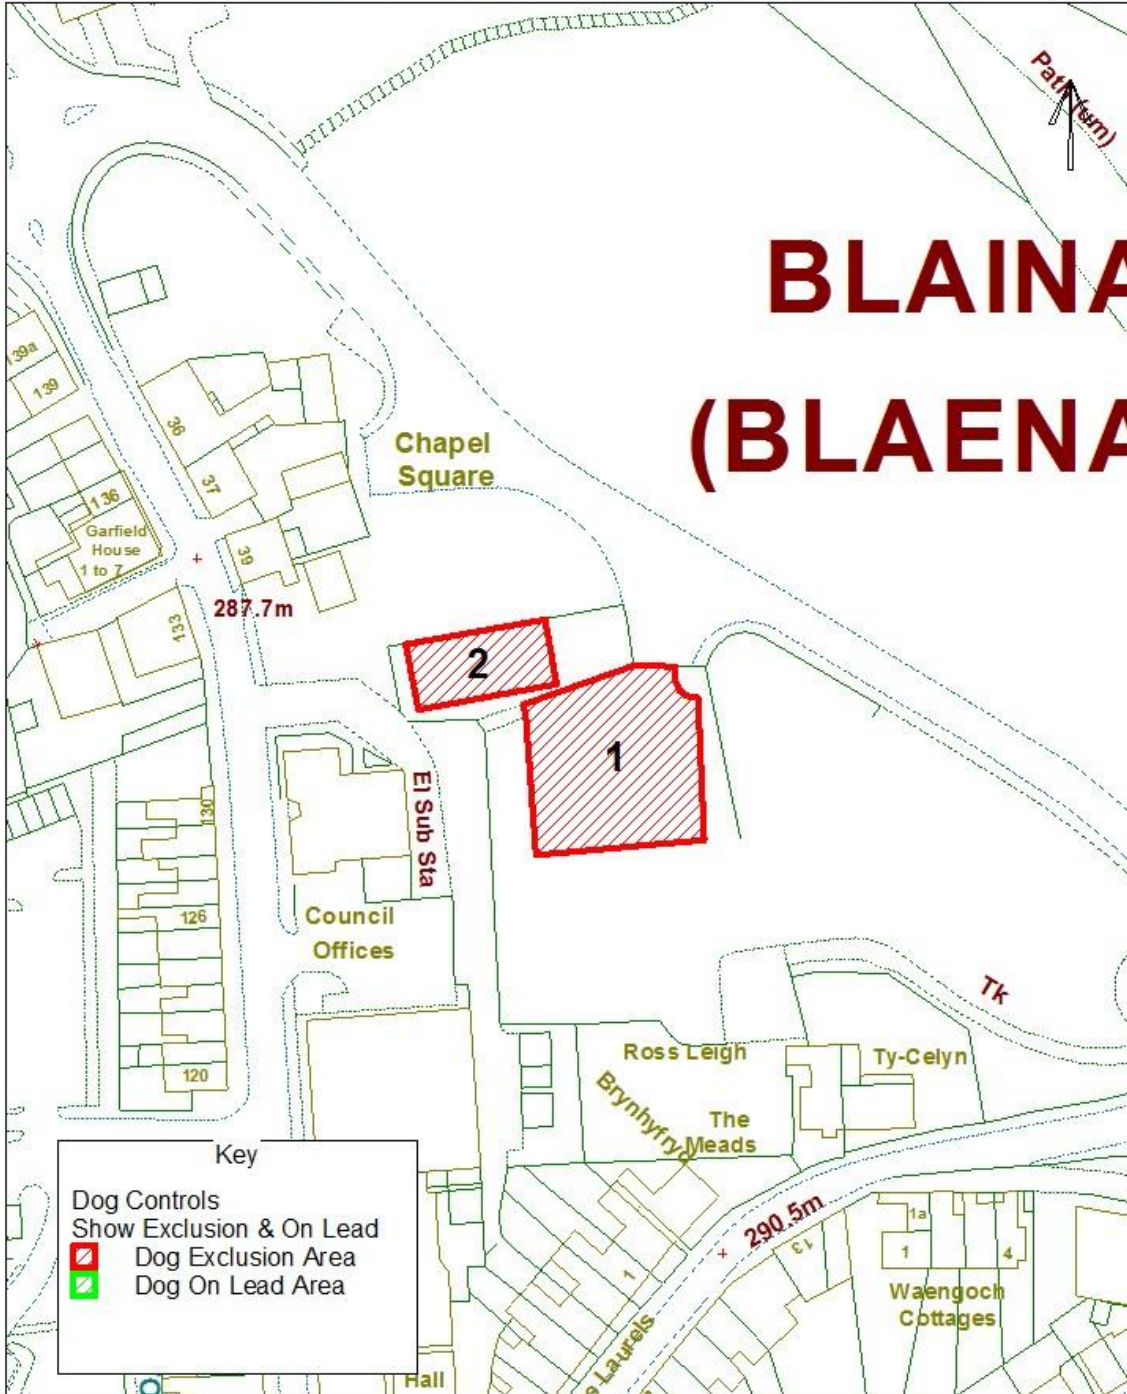 Path (um)
BLAINA
(BLAENA
139a
139
36
37
136
Chapel
Square
Garfield
House
1 to 7
39
287.7m
133
2
1
130
El Sub Sta
126
Council
Offices
Tk
Ross Leigh
Ty-Celyn
Brynhyfryd
The
Meads
120
Key
Dog Controls
Show Exclusion & On Lead
Dog Exclusion Area
Dog On Lead Area
290.5m
13
1a
1
4
1
Waengoch
Cottages
Laurels
Hall